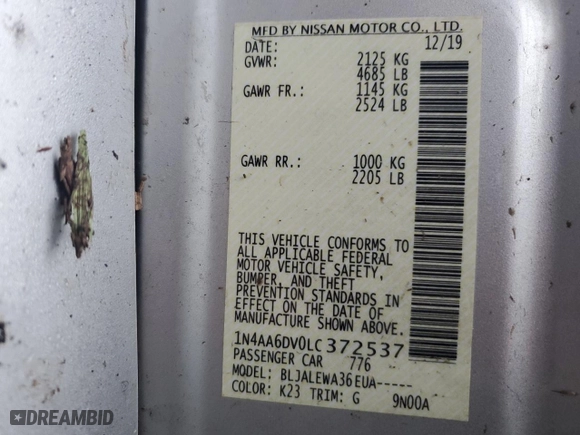 MFD BY NISSAN MOTOR CO., LTD.
DATE: 12/19
GVWR: 2125 KG
4685 LB
GAWR FR.: 1145 KG
2524 LB
GAWR RR.: 1000 KG
2205 LB
THIS VEHICLE CONFORMS TO
ALL APPLICABLE FEDERAL
MOTOR VEHICLE SAFETY,
BUMPER, AND THEFT
PREVENTION STANDARDS IN
EFFECT ON THE DATE OF
MANUFACTURE SHOWN ABOVE.
1N4AA6DV0LC372537
PASSENGER CAR 776
MODEL: BLJALEWA36EUA-----
COLOR: K23 TRIM: G 9N00A
DREAMBID